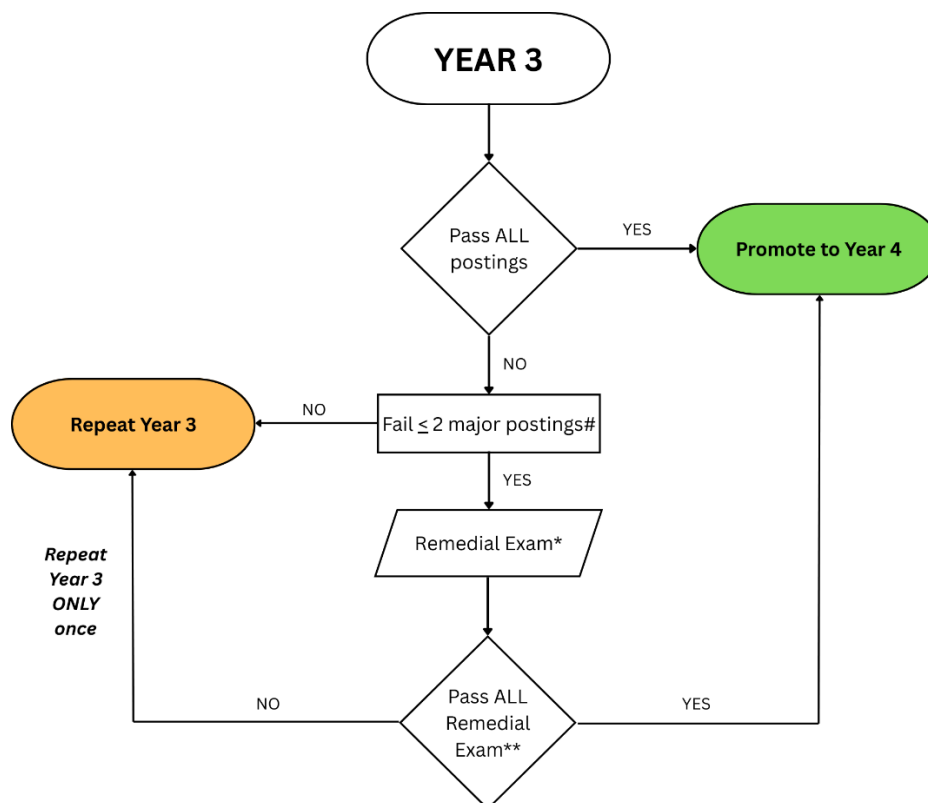 YEAR 3
Pass ALL
postings
YES
Promote to Year 4
NO
Fail ≤ 2 major postings#
NO
Repeat Year 3
YES
Remedial Exam*
Repeat
Year 3
ONLY
once
Pass ALL
Remedial
Exam**
NO
YES